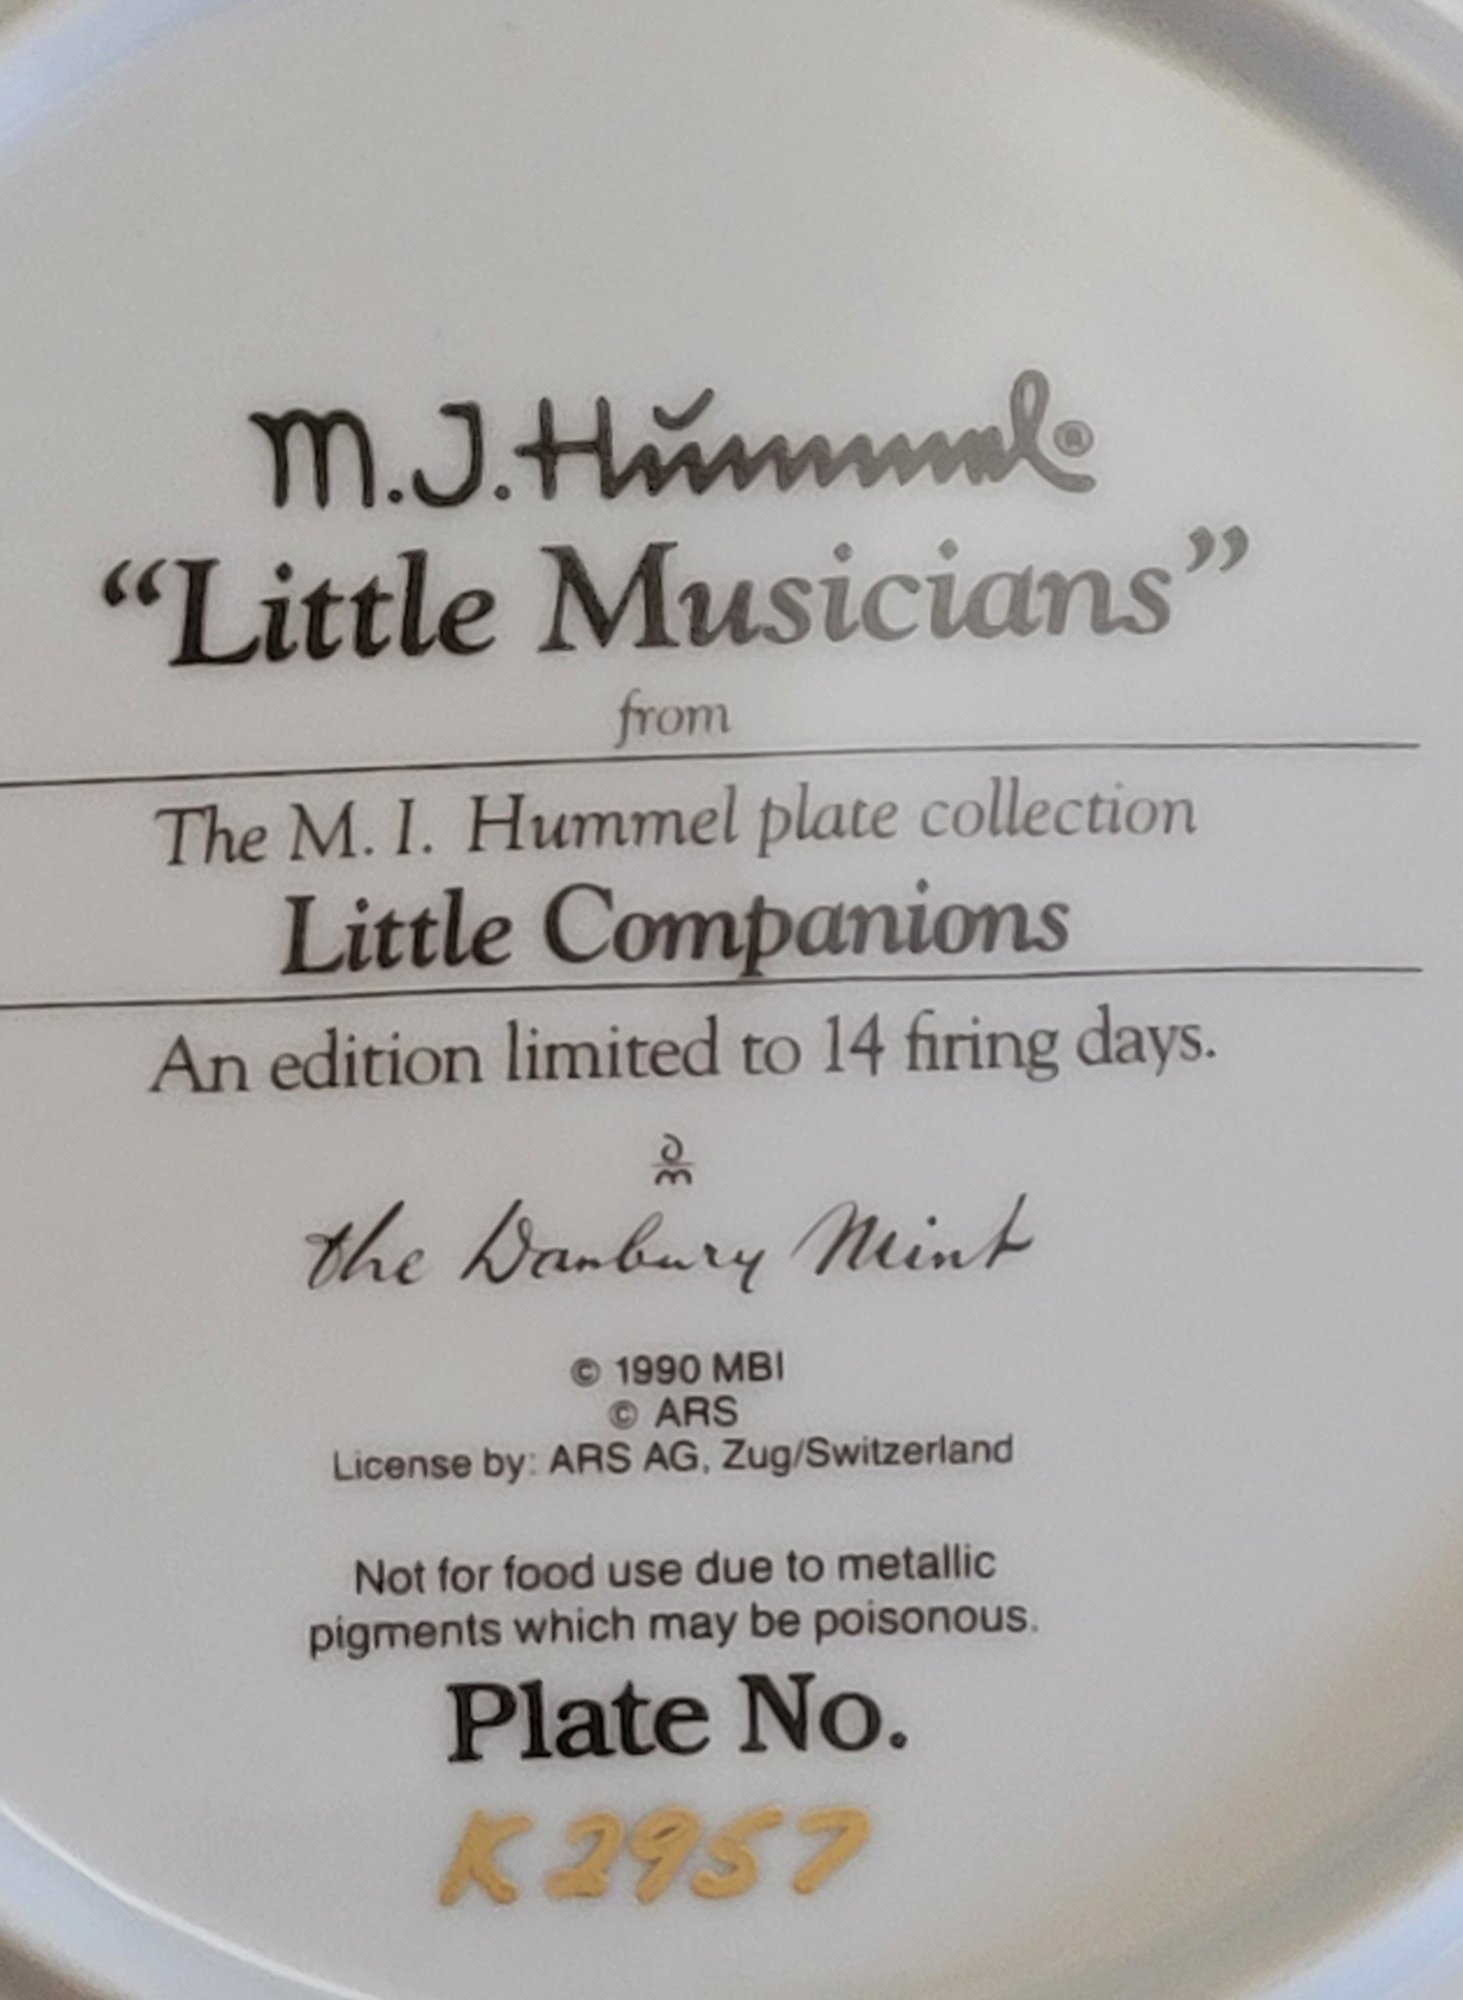 M.J. Hummel®
“Little Musicians”
from
The M. I. Hummel plate collection
Little Companions
An edition limited to 14 firing days.
the Danbury Mint
© 1990 MBI
© ARS
License by: ARS AG, Zug/Switzerland
Not for food use due to metallic
pigments which may be poisonous.
Plate No.
K2957